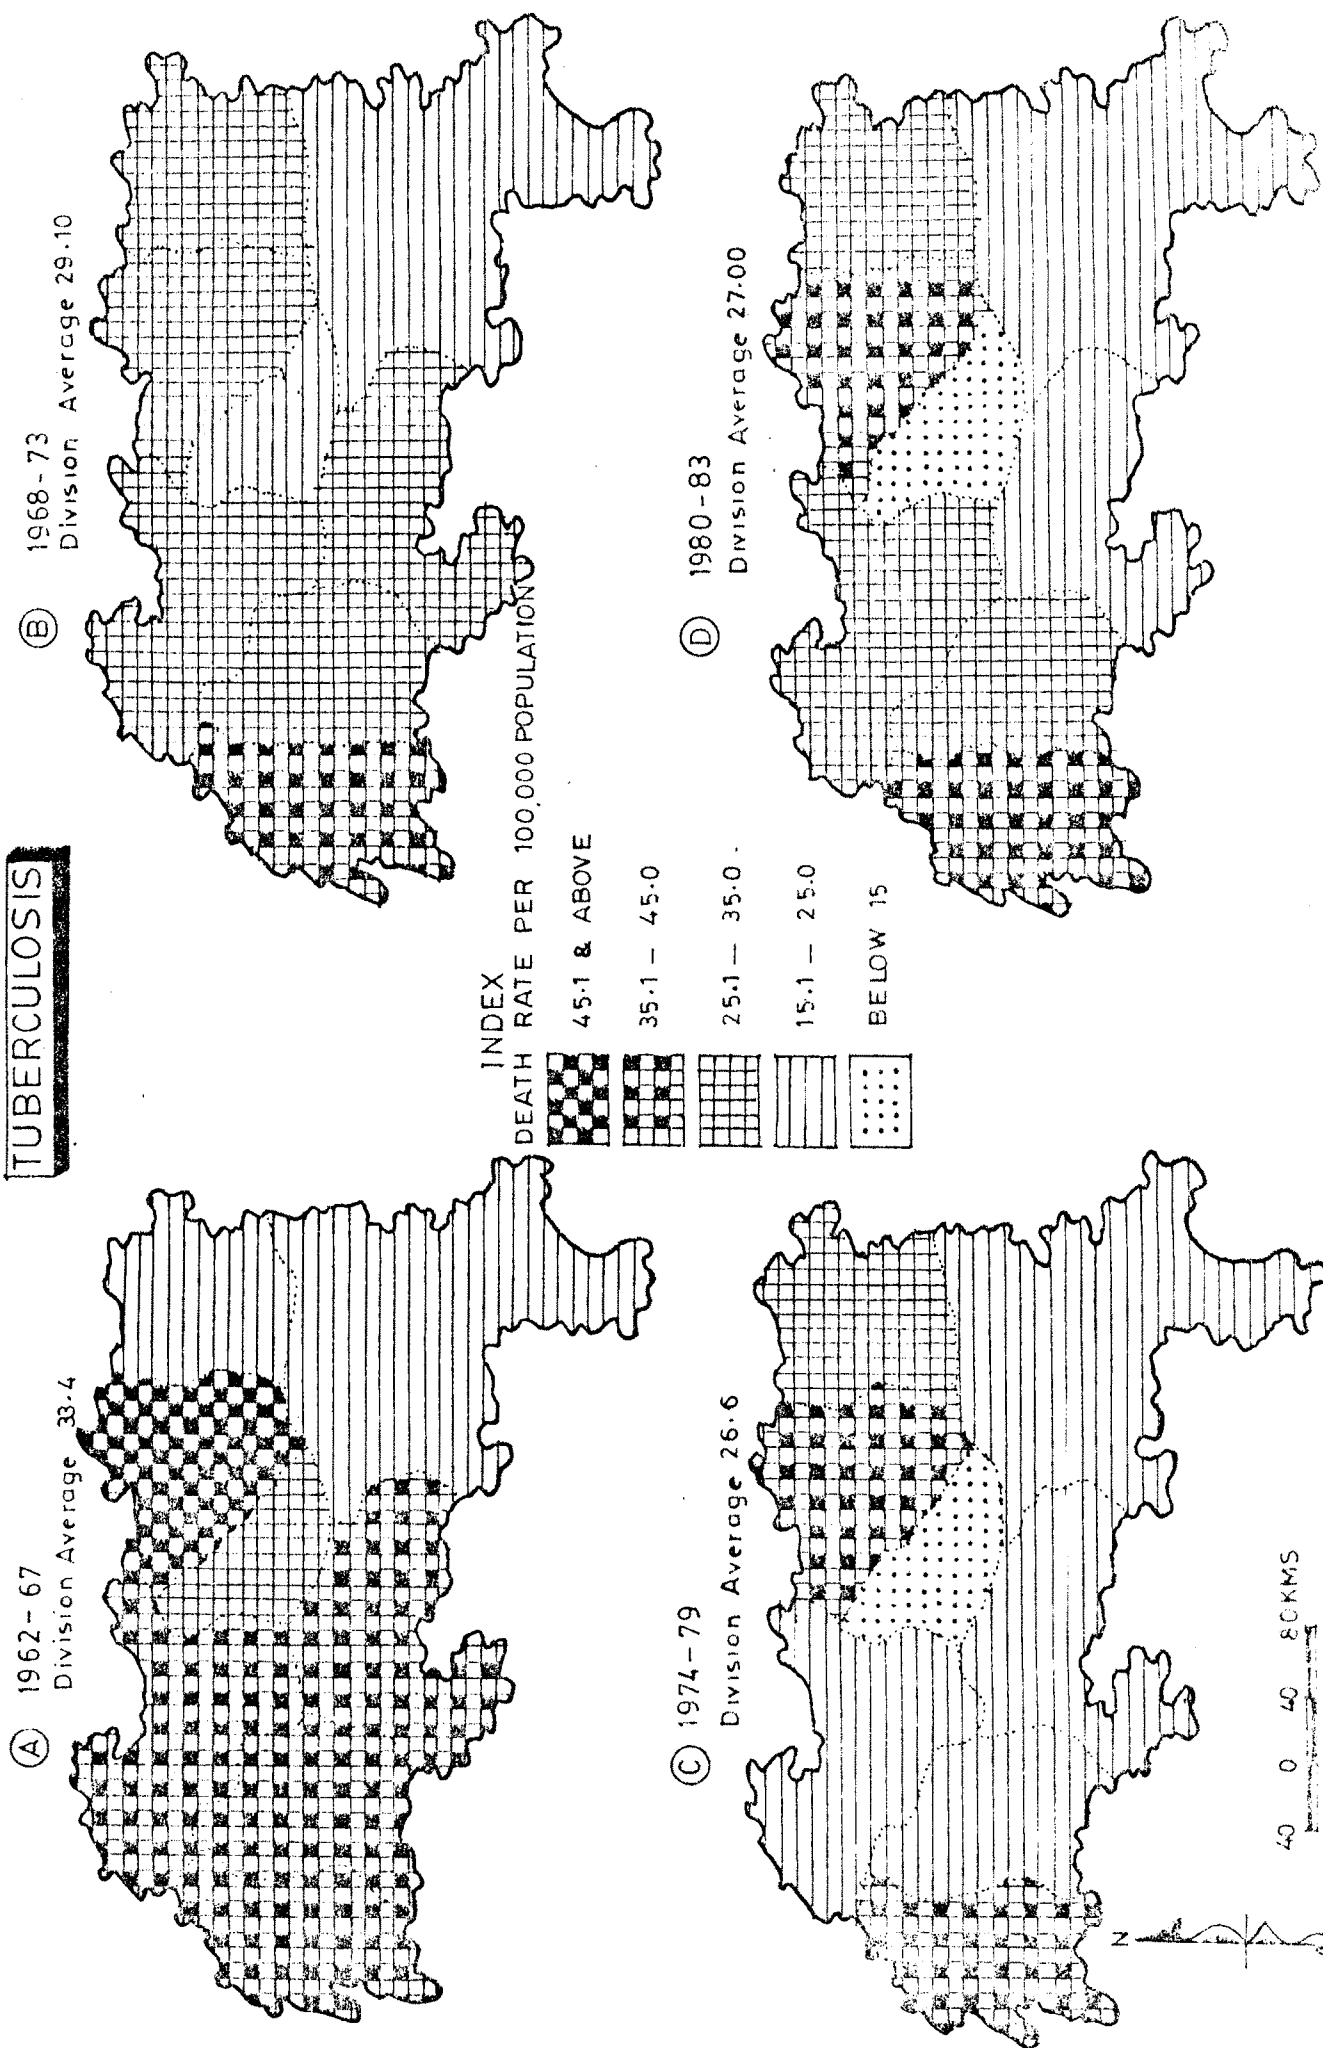 TUBERCULOSIS
A
1962-67
Division Average 33.4
B
1968-73
Division Average 29.10
INDEX
DEATH RATE PER 100,000 POPULATION
45.1 & ABOVE
35.1 - 45.0
25.1 - 35.0
15.1 - 25.0
BELOW 15
C
1974-79
Division Average 26.6
D
1980-83
Division Average 27.00
N
40 0 40 80KMS